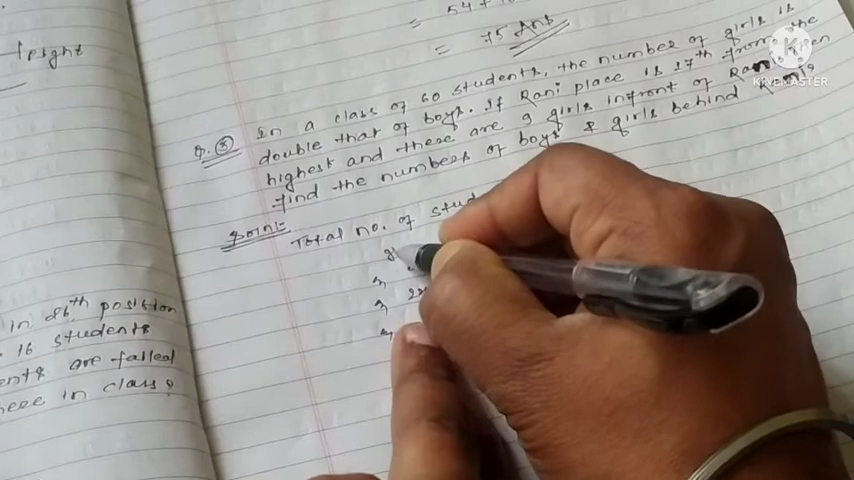 = 54 +
= 75 Ans
Q.③ In a class of 60 students, the number of girls is
double that of boys. If Rani place is 17th from the
highest and there are 9 girls infront of Rani then
find the numbers of boys & girls behind Rani?
Total no. of stud
gi
in 26th position
16 students
are failed
in class?
KINEMASTER